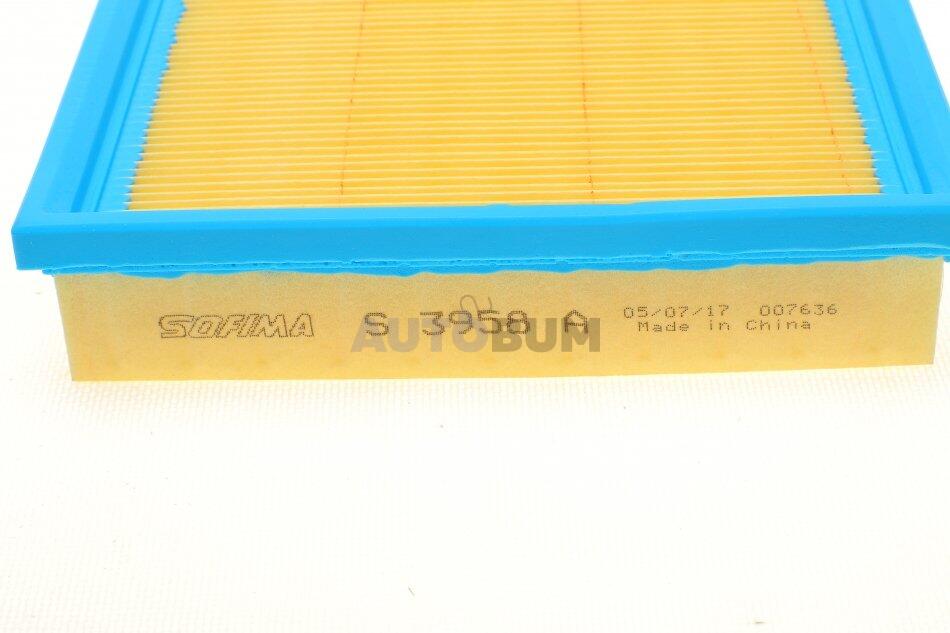 SOFIMA S 3958 A 05/07/17 007636
Made in China
AUTOBUM